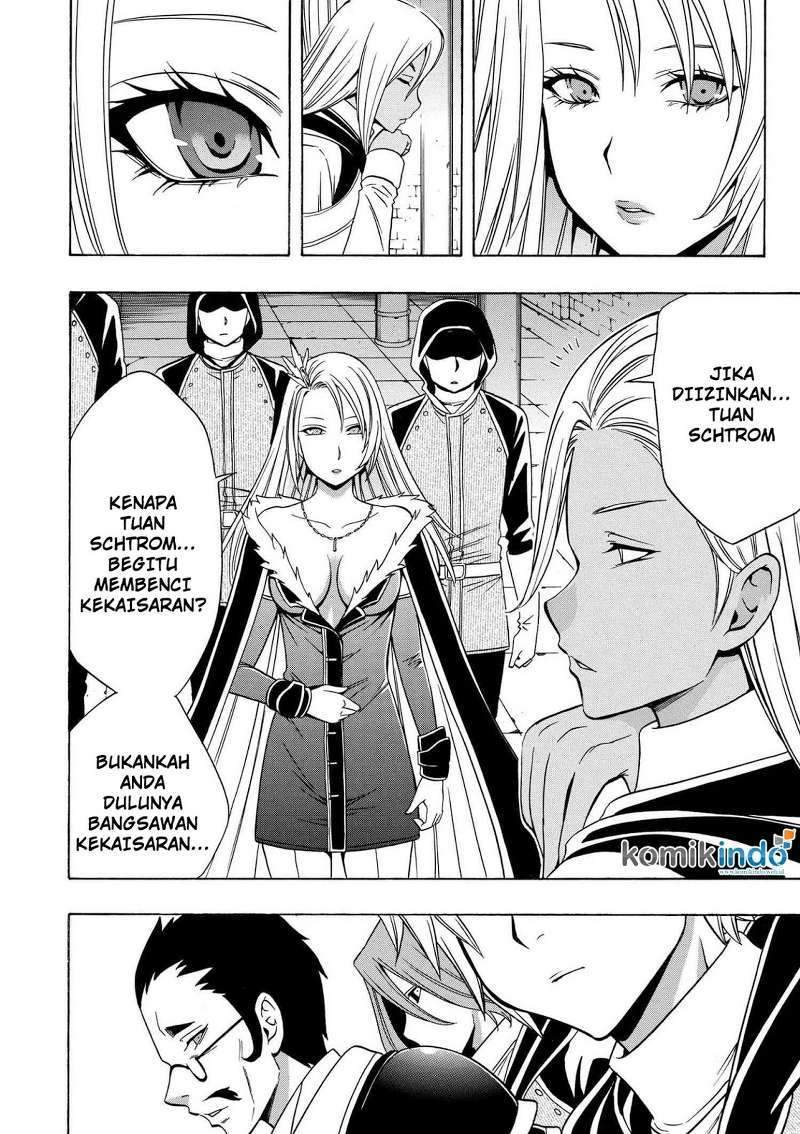 JIKA
DIIZINKAN...
TUAN
SCHTROM
KENAPA
TUAN
SCHTROM...
BEGITU
MEMBENCI
KEKAISARAN?
BUKANKAH
ANDA
DULUNYA
BANGSAWAN
KEKAISARAN...
komikindo